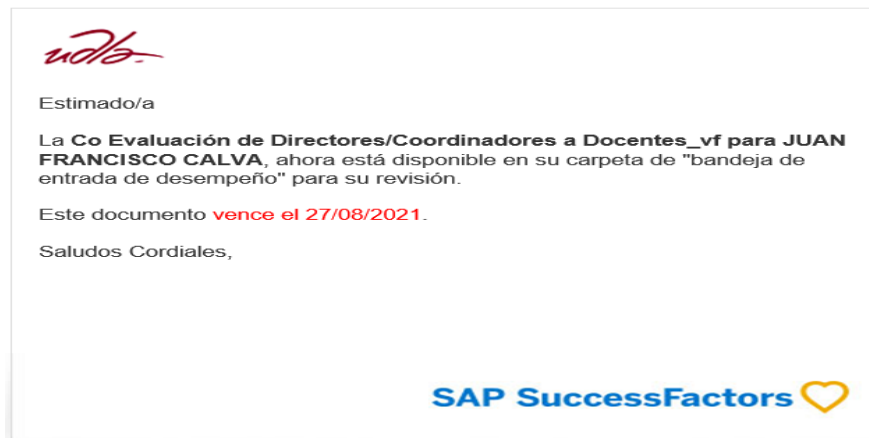 udla-
Estimado/a
La Co Evaluación de Directores/Coordinadores a Docentes_vf para JUAN
FRANCISCO CALVA, ahora está disponible en su carpeta de "bandeja de
entrada de desempeño" para su revisión.
Este documento vence el 27/08/2021.
Saludos Cordiales,
SAP SuccessFactors